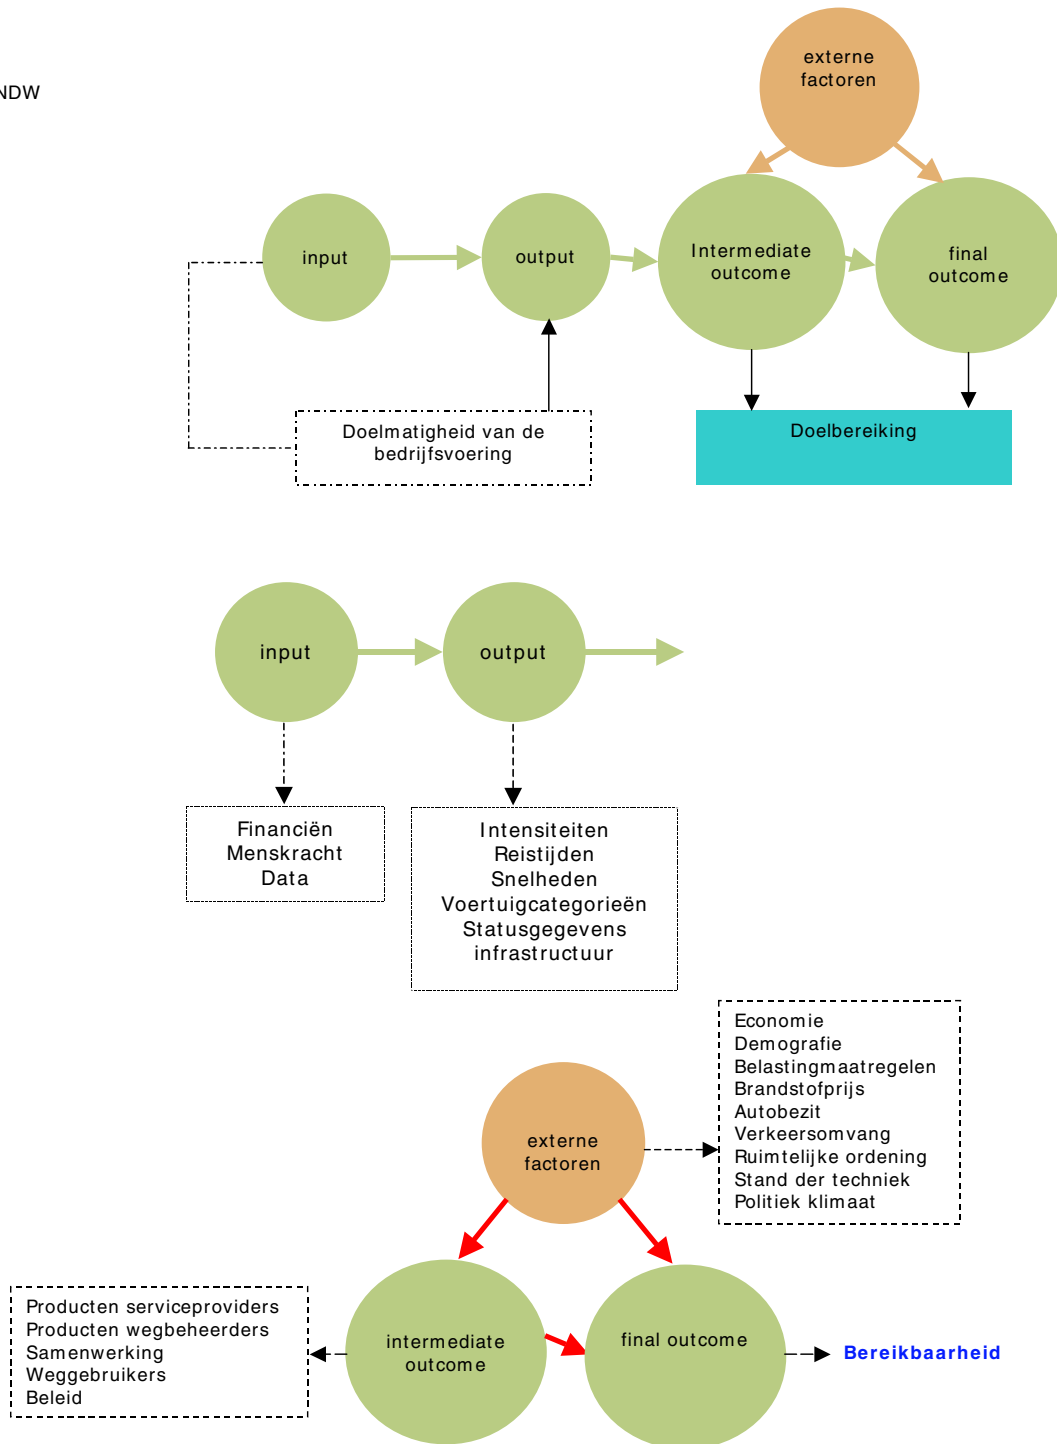 externe
factoren
NDW
input
output
Intermediate
outcome
final
outcome
Doelmatigheid van de
bedrijfsvoering
Doelbereiking
input
output
Financiën
Menskracht
Data
Intensiteiten
Reistijden
Snelheden
Voertuigcategorieën
Statusgegevens
infrastructuur
Economie
Demografie
Belastingmaatregelen
Brandstofprijs
Autobezit
Verkeersomvang
Ruimtelijke ordening
Stand der techniek
Politiek klimaat
externe
factoren
Producten serviceproviders
Producten wegbeheerders
Samenwerking
Weggebruikers
Beleid
intermediate
outcome
final outcome
Bereikbaarheid